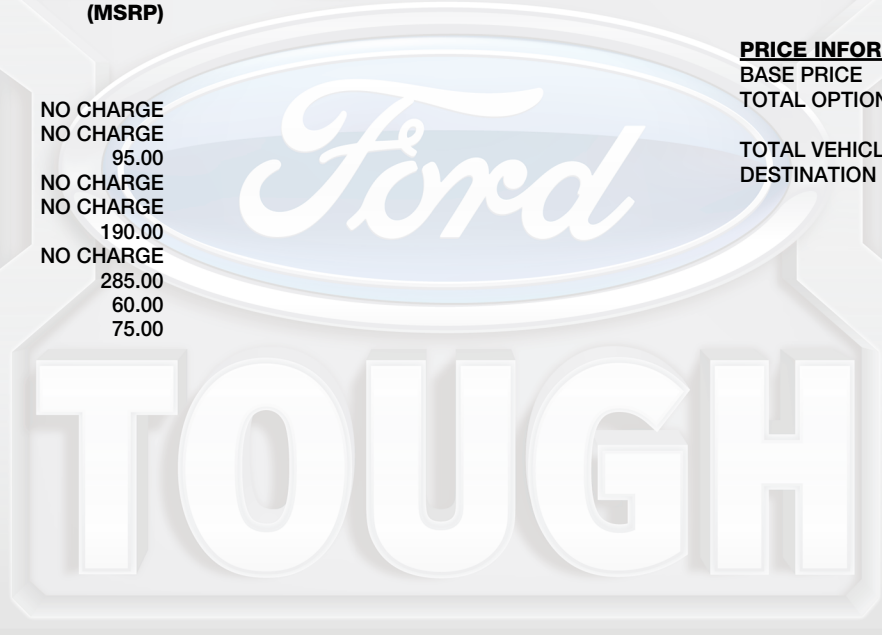 (MSRP)
NO CHARGE
NO CHARGE
95.00
NO CHARGE
NO CHARGE
190.00
NO CHARGE
285.00
60.00
75.00
PRICE INFOR
BASE PRICE
TOTAL OPTION
TOTAL VEHICL
DESTINATION
Ford
TOUGH